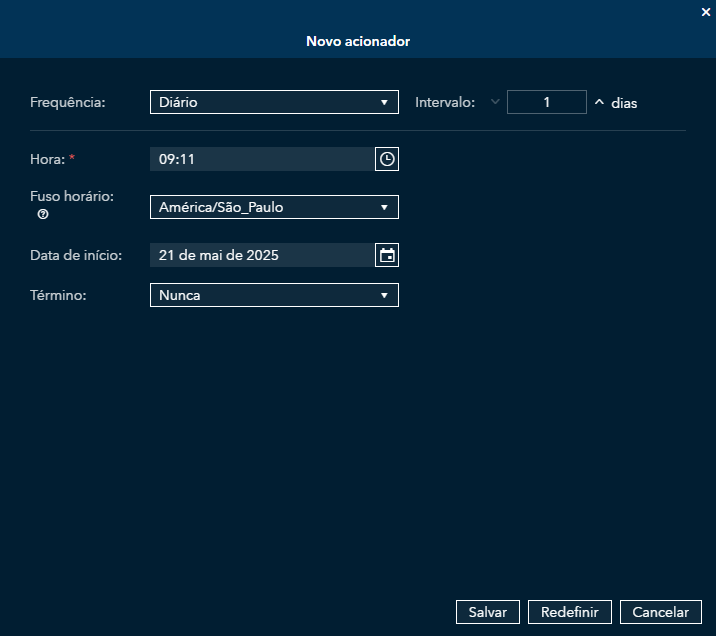 Novo acionador
Frequência: Diário Intervalo: 1 dias
Hora: * 09:11
Fuso horário: América/São_Paulo
Data de início: 21 de mai de 2025
Término: Nunca
Salvar Redefinir Cancelar